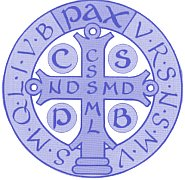 PAX
V.R.S.N.S.M.V
S.M.Q.L.I.V.B
C S
C S S M L
N D S M D
P B